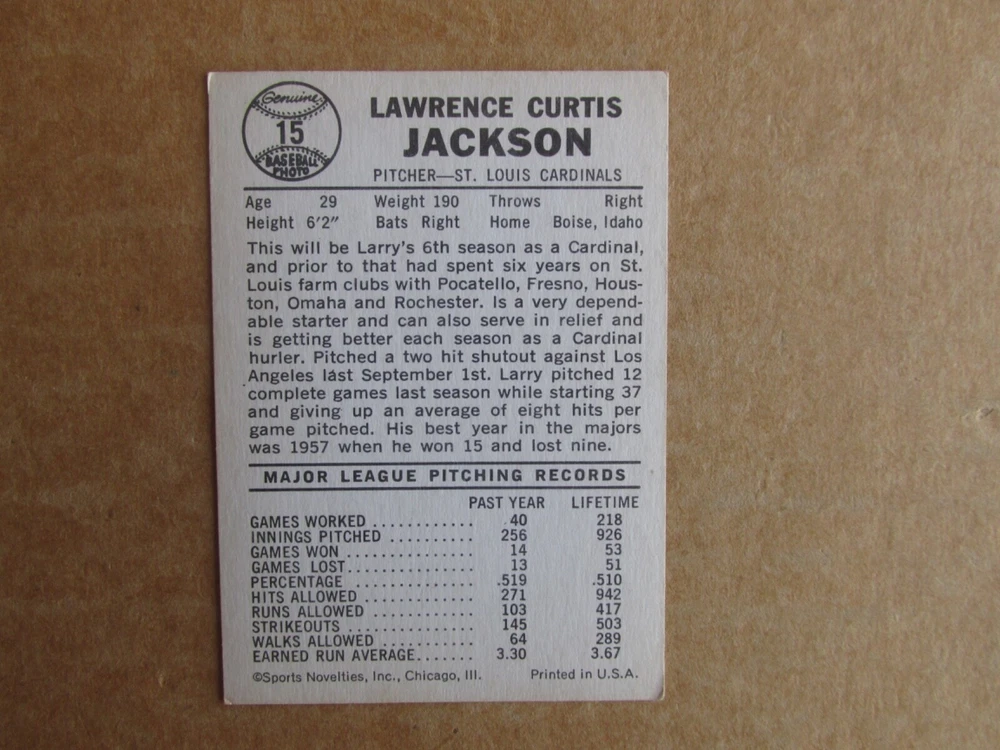 Genuine
15
BASEBALL
PHOTO
LAWRENCE CURTIS
JACKSON
PITCHER—ST. LOUIS CARDINALS
Age 29 Weight 190 Throws Right
Height 6'2" Bats Right Home Boise, Idaho
This will be Larry's 6th season as a Cardinal,
and prior to that had spent six years on St.
Louis farm clubs with Pocatello, Fresno, Hous-
ton, Omaha and Rochester. Is a very depend-
able starter and can also serve in relief and
is getting better each season as a Cardinal
hurler. Pitched a two hit shutout against Los
Angeles last September 1st. Larry pitched 12
complete games last season while starting 37
and giving up an average of eight hits per
game pitched. His best year in the majors
was 1957 when he won 15 and lost nine.
MAJOR LEAGUE PITCHING RECORDS
PAST YEAR LIFETIME
GAMES WORKED ............ 40 218
INNINGS PITCHED .......... 256 926
GAMES WON ............... 14 53
GAMES LOST............... 13 51
PERCENTAGE .............. .519 .510
HITS ALLOWED ............. 271 942
RUNS ALLOWED ............ 103 417
STRIKEOUTS .............. 145 503
WALKS ALLOWED ........... 64 289
EARNED RUN AVERAGE....... 3.30 3.67
©Sports Novelties, Inc., Chicago, Ill. Printed in U.S.A.